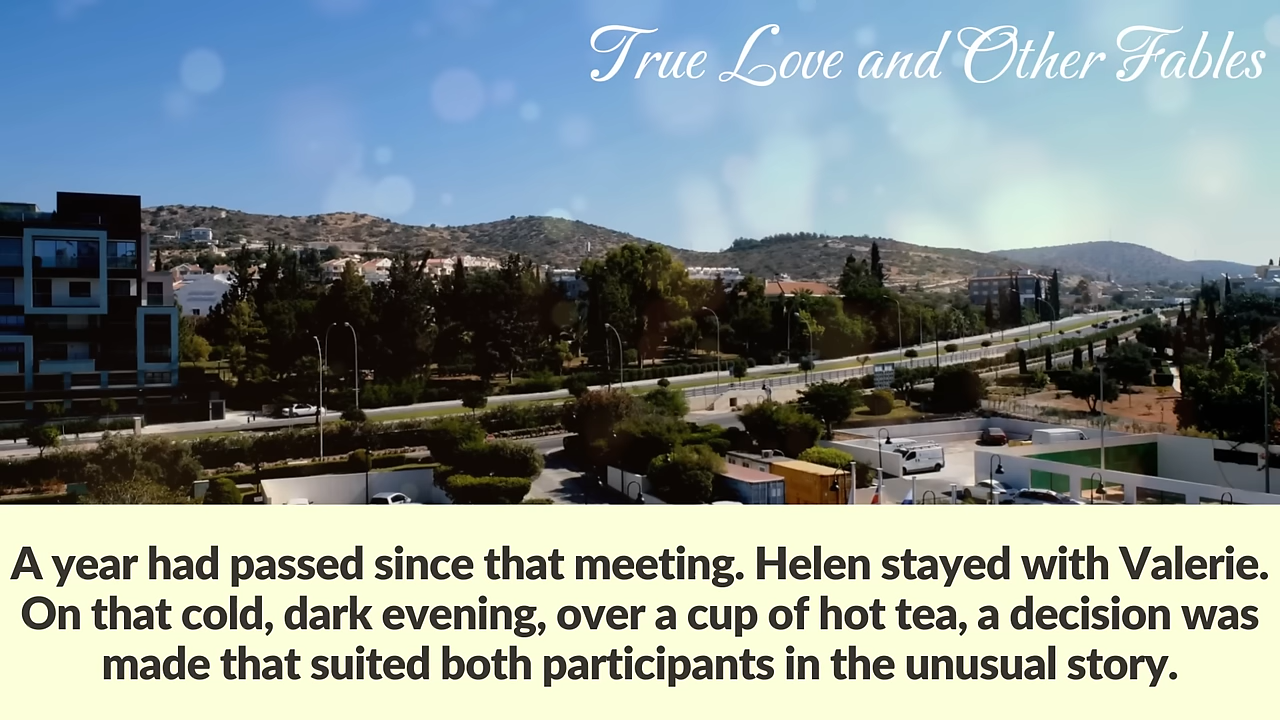 True Love and Other Fables
A year had passed since that meeting. Helen stayed with Valerie.
On that cold, dark evening, over a cup of hot tea, a decision was
made that suited both participants in the unusual story.